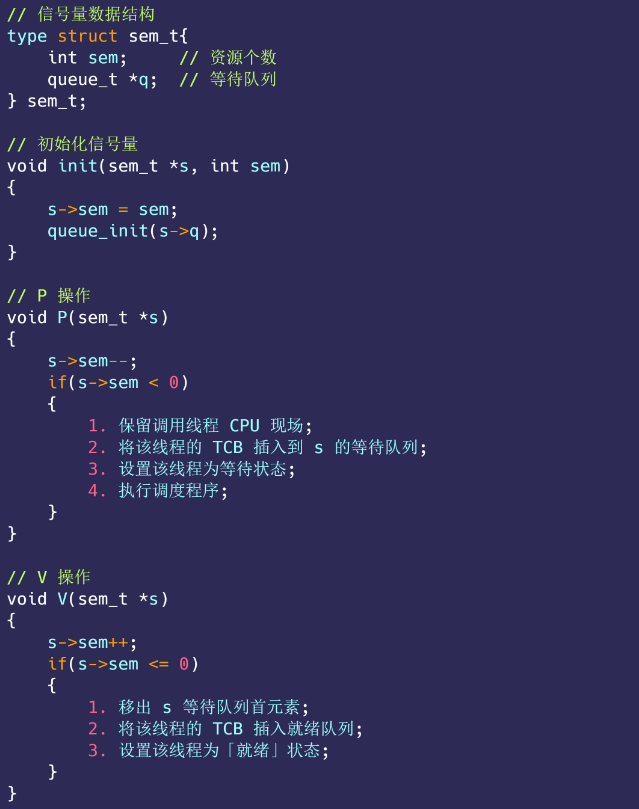 // 信号量数据结构
type struct sem_t{
    int sem;     // 资源个数
    queue_t *q;  // 等待队列
} sem_t;

// 初始化信号量
void init(sem_t *s, int sem)
{
    s->sem = sem;
    queue_init(s->q);
}

// P 操作
void P(sem_t *s)
{
    s->sem--;
    if(s->sem < 0)
    {
        1. 保留调用线程 CPU 现场;
        2. 将该线程的 TCB 插入到 s 的等待队列;
        3. 设置该线程为等待状态;
        4. 执行调度程序;
    }
}

// V 操作
void V(sem_t *s)
{
    s->sem++;
    if(s->sem <= 0)
    {
        1. 移出 s 等待队列首元素;
        2. 将该线程的 TCB 插入就绪队列;
        3. 设置该线程为「就绪」状态;
    }
}